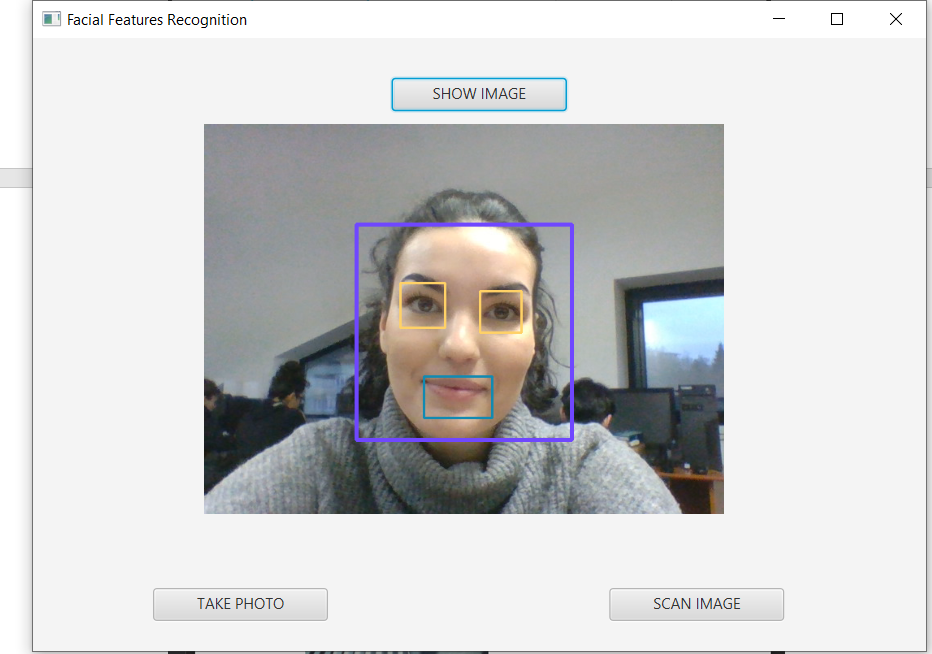 Facial Features Recognition
SHOW IMAGE
TAKE PHOTO
SCAN IMAGE